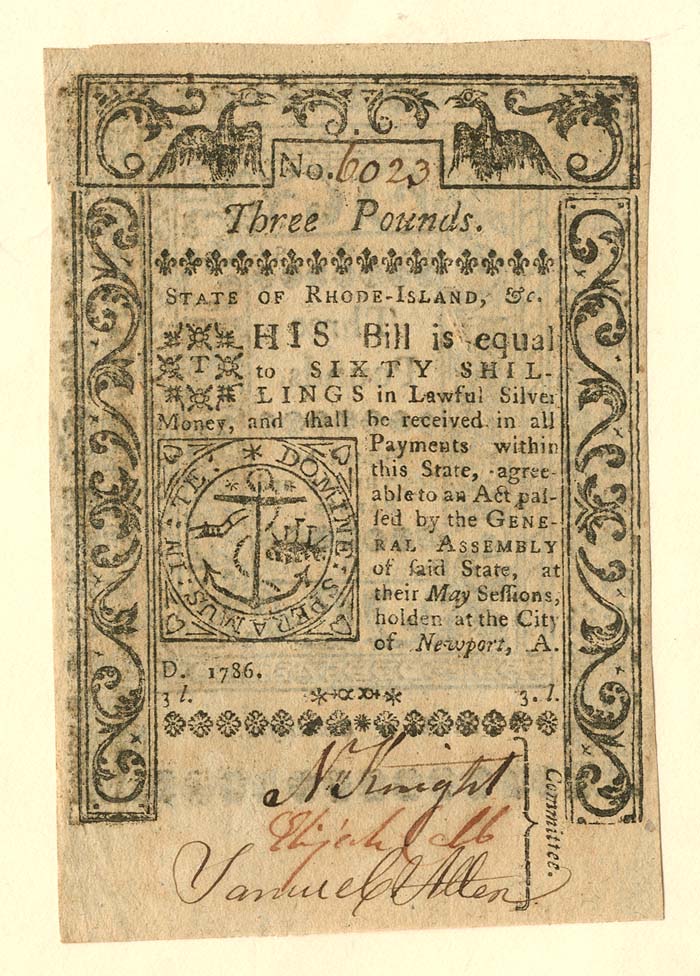 No. 6023
Three Pounds.
STATE OF RHODE-ISLAND, &c.
THIS Bill is equal
to SIXTY SHIL-
LINGS in Lawful Silver
Money, and ſhall be received in all
Payments within
this State, agree-
able to an Act paſ-
ſed by the GENE-
RAL ASSEMBLY
of ſaid State, at
their May Seſſions,
holden at the City
of Newport, A.
D. 1786.
IN TE: * DOMINE: SPERAMUS:
3 l. 3. l.
N Knight
Elijah
Samuel Allen
Committee.